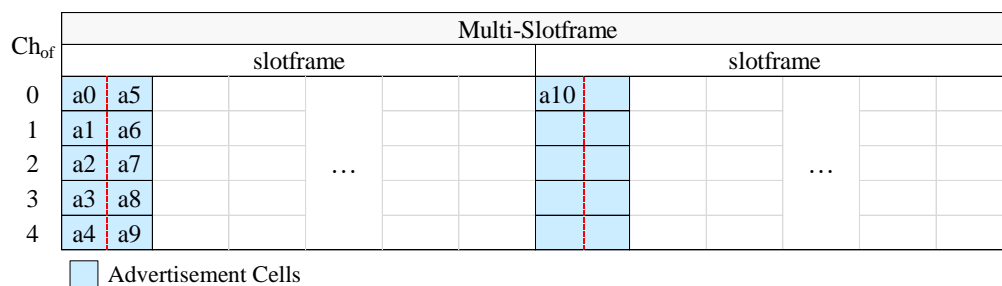 Multi-Slotframe
Ch_of
slotframe slotframe
0 a0 a5 a10
1 a1 a6
2 a2 a7 … …
3 a3 a8
4 a4 a9
Advertisement Cells